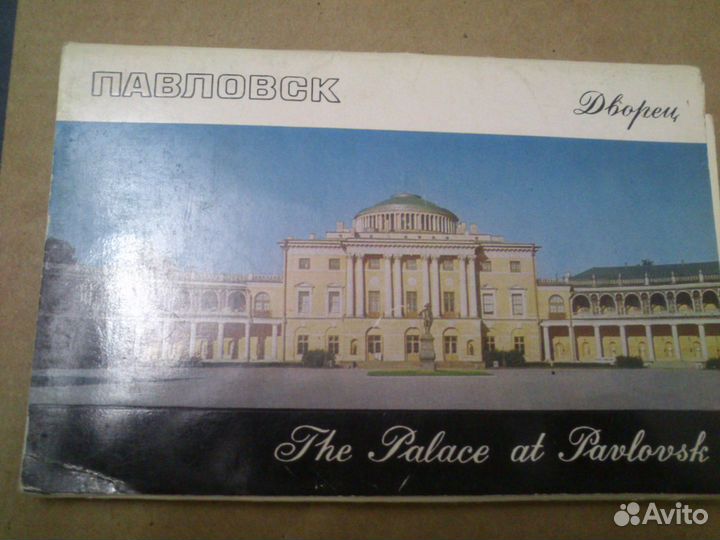 ПАВЛОВСК
Дворец
The Palace at Pavlovsk
Avito